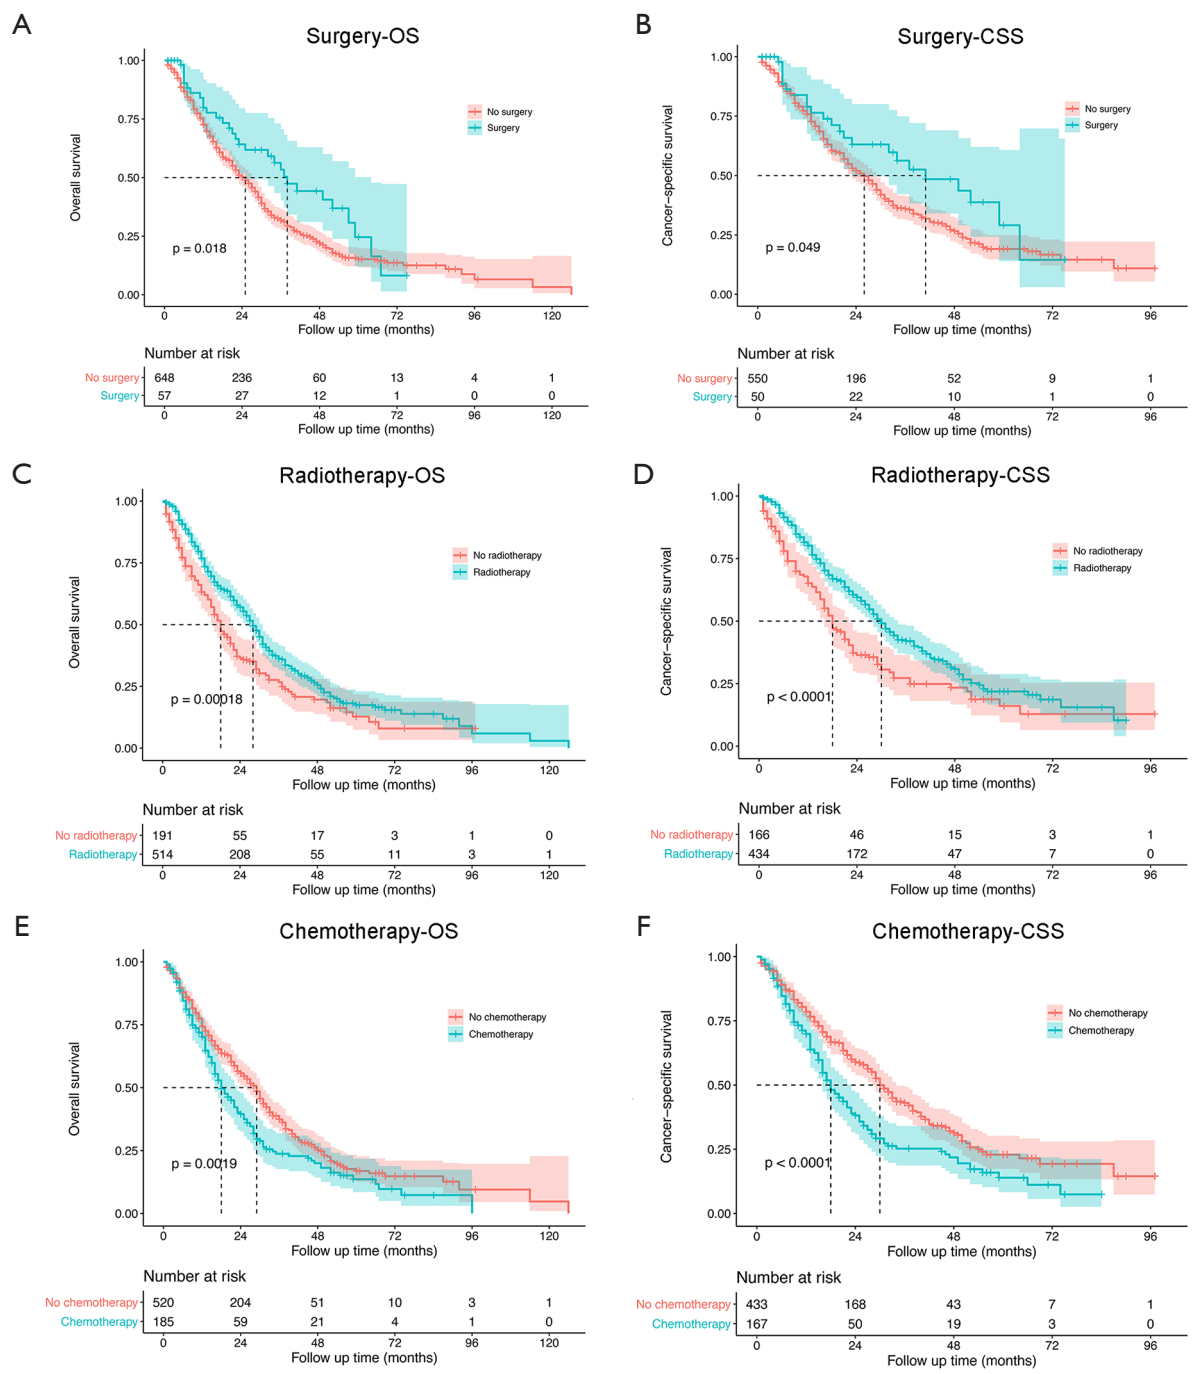 A
Surgery-OS
1.00
0.75
0.50
0.25
0.00
Overall survival
No surgery
Surgery
p = 0.018
0 24 48 72 96 120
Follow up time (months)
Number at risk
No surgery 648 236 60 13 4 1
Surgery 57 27 12 1 0 0
0 24 48 72 96 120
Follow up time (months)
B
Surgery-CSS
1.00
0.75
0.50
0.25
0.00
Cancer–specific survival
No surgery
Surgery
p = 0.049
0 24 48 72 96
Follow up time (months)
Number at risk
No surgery 550 196 52 9 1
Surgery 50 22 10 1 0
0 24 48 72 96
Follow up time (months)
C
Radiotherapy-OS
1.00
0.75
0.50
0.25
0.00
Overall survival
No radiotherapy
Radiotherapy
p = 0.00018
0 24 48 72 96 120
Follow up time (months)
Number at risk
No radiotherapy 191 55 17 3 1 0
Radiotherapy 514 208 55 11 3 1
0 24 48 72 96 120
Follow up time (months)
D
Radiotherapy-CSS
1.00
0.75
0.50
0.25
0.00
Cancer–specific survival
No radiotherapy
Radiotherapy
p < 0.0001
0 24 48 72 96
Follow up time (months)
Number at risk
No radiotherapy 166 46 15 3 1
Radiotherapy 434 172 47 7 0
0 24 48 72 96
Follow up time (months)
E
Chemotherapy-OS
1.00
0.75
0.50
0.25
0.00
Overall survival
No chemotherapy
Chemotherapy
p = 0.0019
0 24 48 72 96 120
Follow up time (months)
Number at risk
No chemotherapy 520 204 51 10 3 1
Chemotherapy 185 59 21 4 1 0
0 24 48 72 96 120
Follow up time (months)
F
Chemotherapy-CSS
1.00
0.75
0.50
0.25
0.00
Cancer–specific survival
No chemotherapy
Chemotherapy
p < 0.0001
0 24 48 72 96
Follow up time (months)
Number at risk
No chemotherapy 433 168 43 7 1
Chemotherapy 167 50 19 3 0
0 24 48 72 96
Follow up time (months)